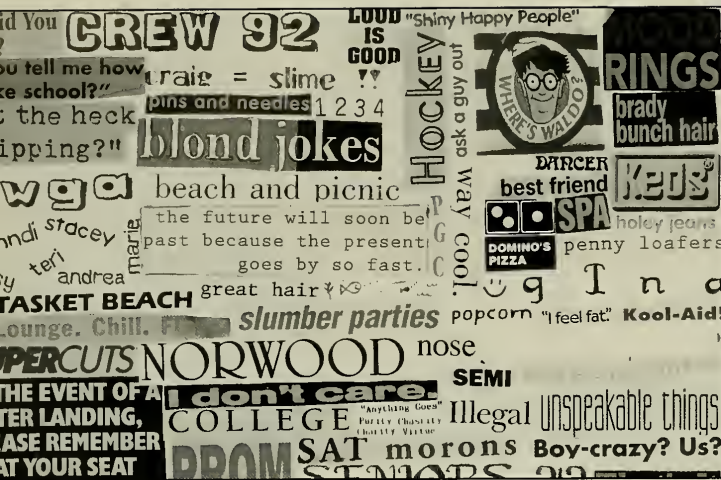 id You
CREW 92
LOUD
IS
GOOD
"Shiny Happy People"
MOOD
RINGS
ou tell me how
ke school?"
craig = slime !!
Hockey
ask a guy out
WHERE'S WALDO?
brady
bunch hair
t the heck
ipping?"
pins and needles
1 2 3 4
blond jokes
DANCER
best friend
Keds®
wga
beach and picnic
way cool.
SPA
holey jeans
DOMINO'S
PIZZA
penny loafers
stacey
teri
andrea
marie
the future will soon be
past because the present
goes by so fast.
P
G
C
TASKET BEACH
great hair
g I n a
Lounge. Chill.
slumber parties
popcorn "I feel fat." Kool-Aid!
UPERCUTS
NORWOOD
nose
THE EVENT OF A
TER LANDING,
ASE REMEMBER
AT YOUR SEAT
I don't care.
SEMI
COLLEGE
"Anything Goes"
Purity Chastity
Charity Virtue
Illegal
unspeakable things
PROM
SAT morons
Boy-crazy? Us?
SENIORS 92